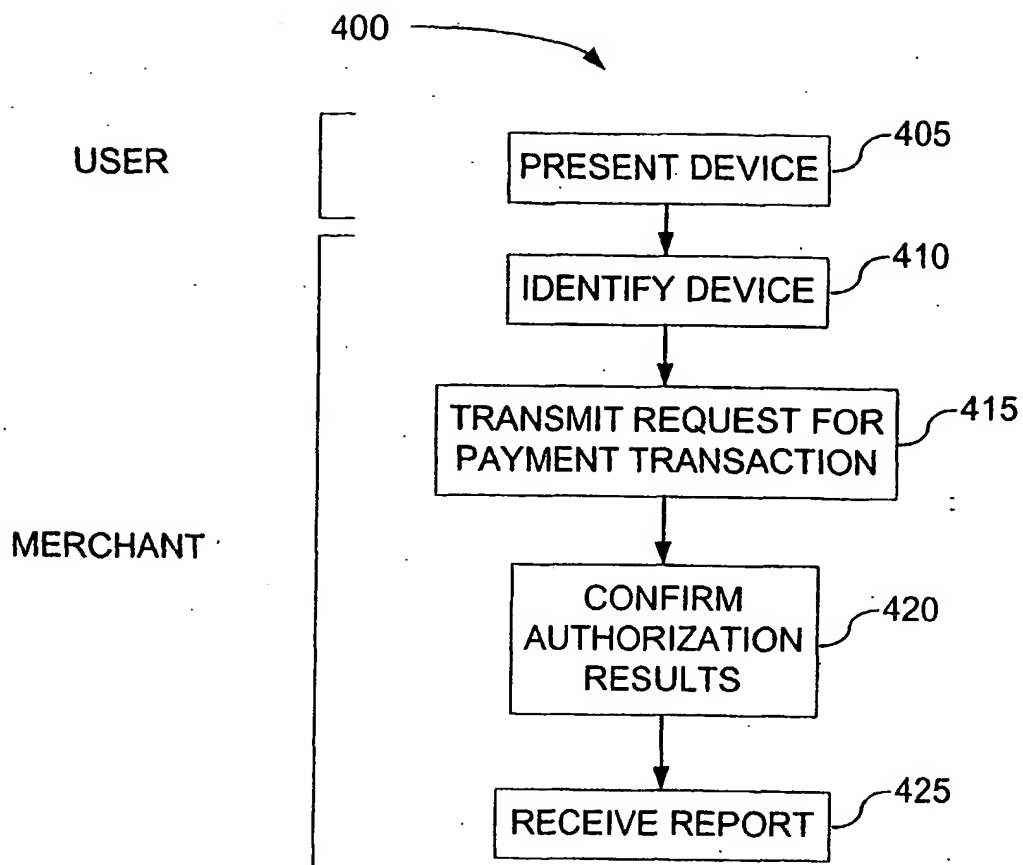 400
USER
PRESENT DEVICE
405
IDENTIFY DEVICE
410
TRANSMIT REQUEST FOR
PAYMENT TRANSACTION
415
MERCHANT
CONFIRM
AUTHORIZATION
RESULTS
420
RECEIVE REPORT
425